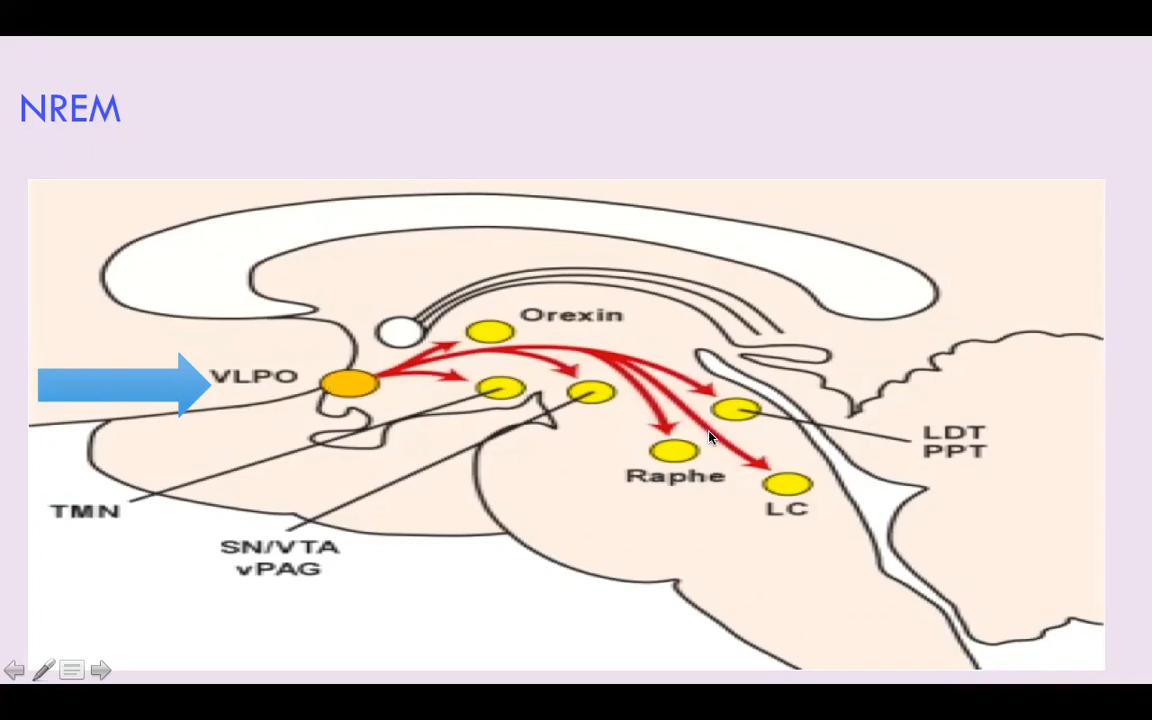 NREM
Orexin
VLPO
LDT
PPT
Raphe
LC
TMN
SN/VTA
vPAG